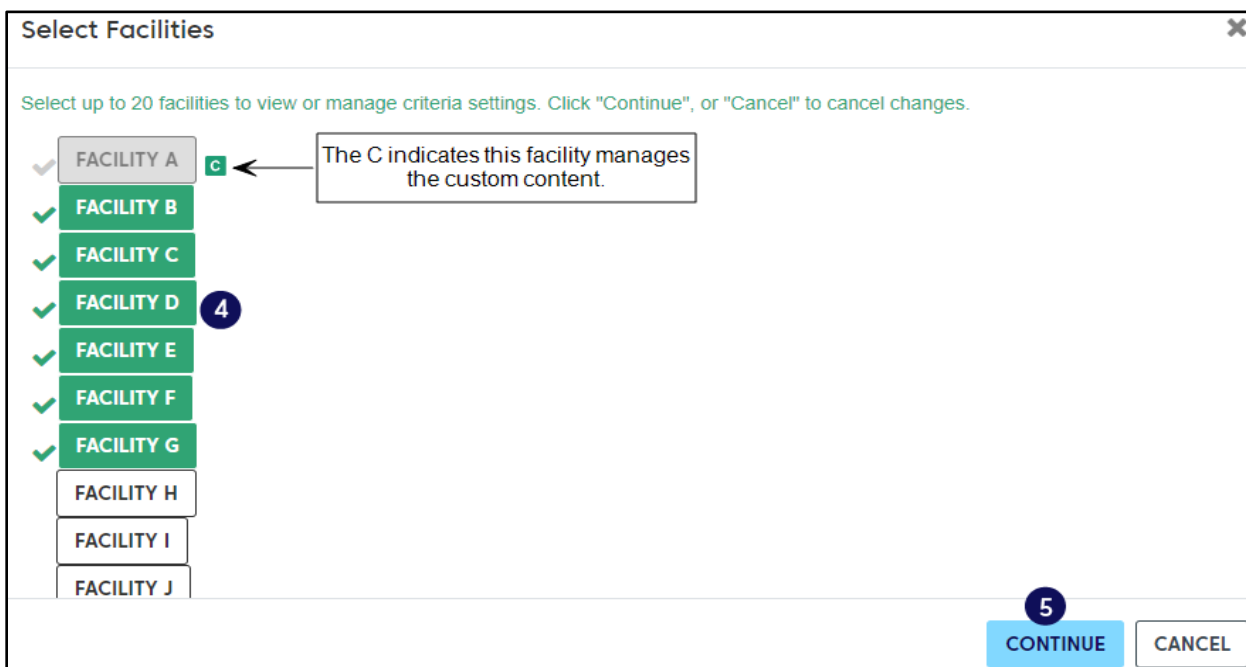 Select Facilities
Select up to 20 facilities to view or manage criteria settings. Click "Continue", or "Cancel" to cancel changes.
FACILITY A
C
The C indicates this facility manages
the custom content.
FACILITY B
FACILITY C
FACILITY D
4
FACILITY E
FACILITY F
FACILITY G
FACILITY H
FACILITY I
FACILITY J
5
CONTINUE
CANCEL